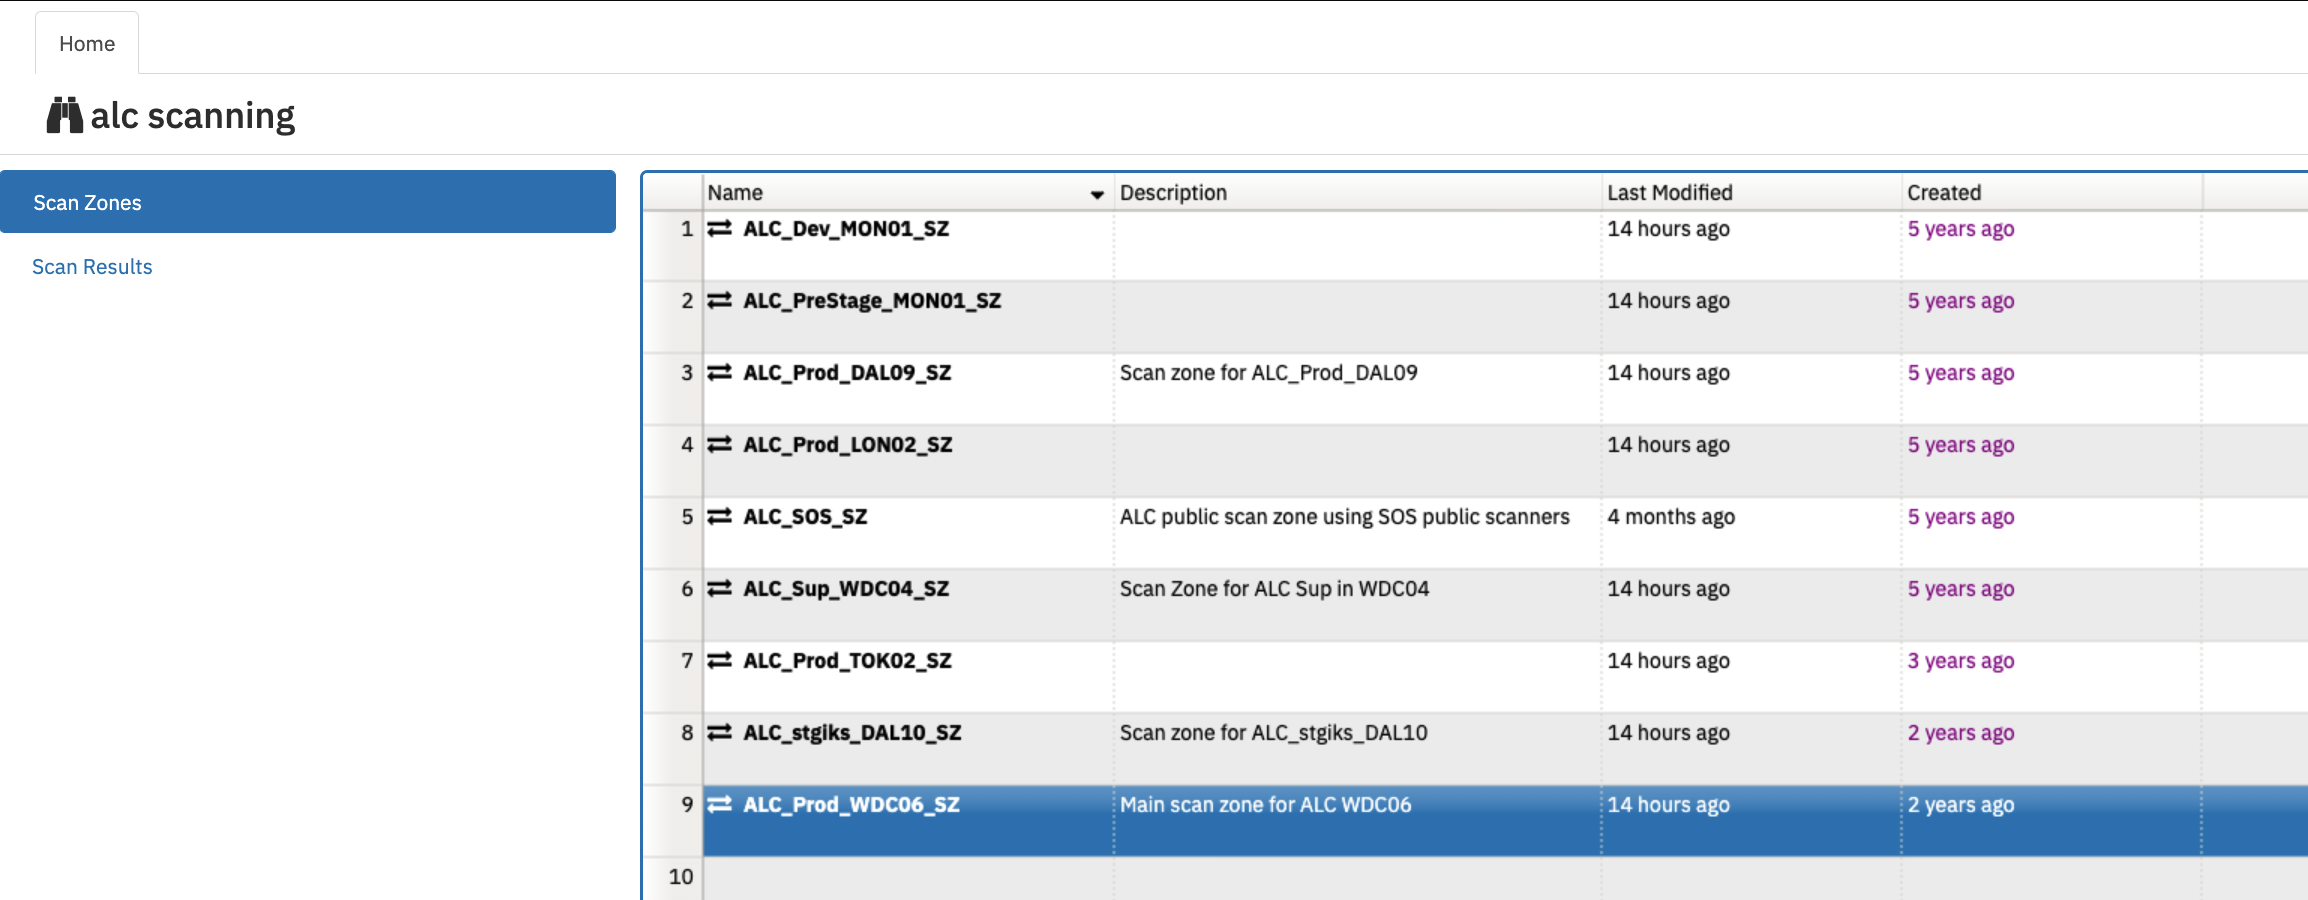 Home
alc scanning
Scan Zones
Scan Results
Name Description Last Modified Created
1 ALC_Dev_MON01_SZ 14 hours ago 5 years ago
2 ALC_PreStage_MON01_SZ 14 hours ago 5 years ago
3 ALC_Prod_DAL09_SZ Scan zone for ALC_Prod_DAL09 14 hours ago 5 years ago
4 ALC_Prod_LON02_SZ 14 hours ago 5 years ago
5 ALC_SOS_SZ ALC public scan zone using SOS public scanners 4 months ago 5 years ago
6 ALC_Sup_WDC04_SZ Scan Zone for ALC Sup in WDC04 14 hours ago 5 years ago
7 ALC_Prod_TOK02_SZ 14 hours ago 3 years ago
8 ALC_stgiks_DAL10_SZ Scan zone for ALC_stgiks_DAL10 14 hours ago 2 years ago
9 ALC_Prod_WDC06_SZ Main scan zone for ALC WDC06 14 hours ago 2 years ago
10